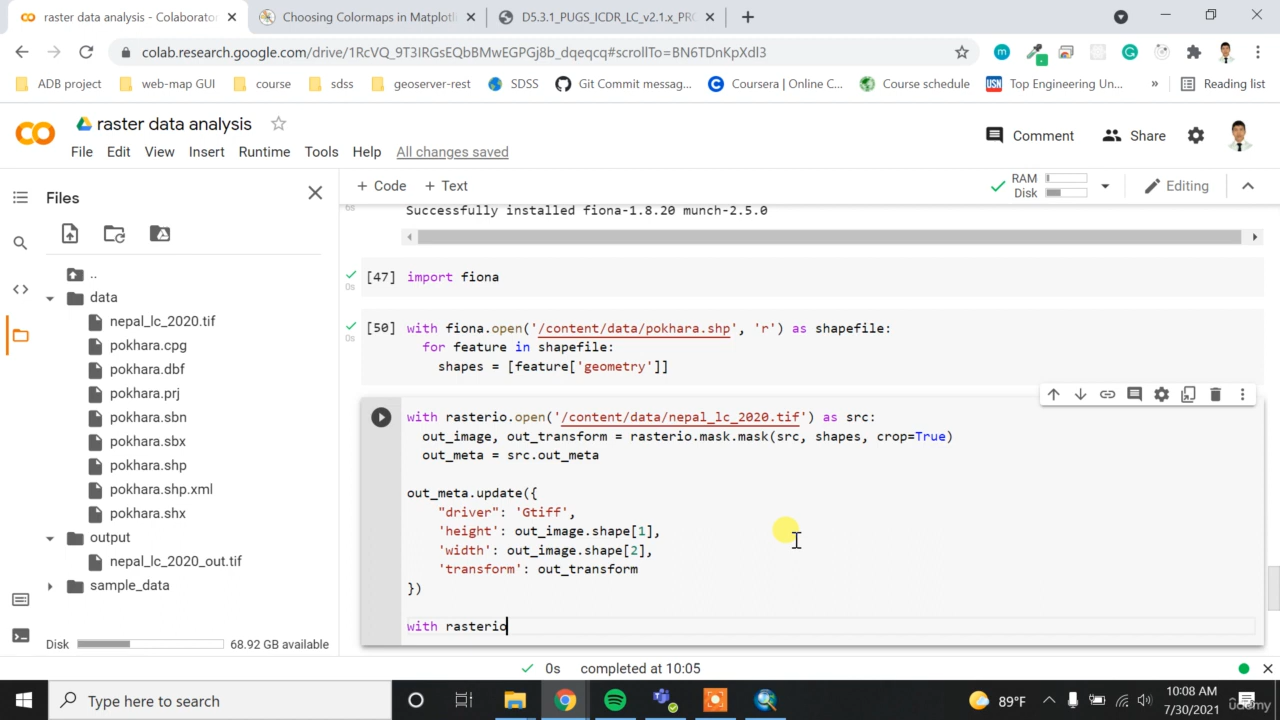 raster data analysis - Colaborator
Choosing Colormaps in Matplotli
D5.3.1_PUGS_ICDR_LC_v2.1.x_PRO
colab.research.google.com/drive/1RcVQ_9T3lRGsEQbBMwEGPGj8b_dqeqcq#scrollTo=BN6TDnKpXdI3
ADB project
web-map GUI
course
sdss
geoserver-rest
SDSS
Git Commit messag...
Coursera | Online C...
Course schedule
USN
Top Engineering Un...
»
Reading list
raster data analysis
File Edit View Insert Runtime Tools Help All changes saved
Comment
Share
Files
+ Code + Text
RAM
Disk
Editing
..
data
nepal_lc_2020.tif
pokhara.cpg
pokhara.dbf
pokhara.prj
pokhara.sbn
pokhara.sbx
pokhara.shp
pokhara.shp.xml
pokhara.shx
output
nepal_lc_2020_out.tif
sample_data
Disk 68.92 GB available
6s
Successfully installed fiona-1.8.20 munch-2.5.0
0s
[47] import fiona
0s
[50] with fiona.open('/content/data/pokhara.shp', 'r') as shapefile:
for feature in shapefile:
shapes = [feature['geometry']]
with rasterio.open('/content/data/nepal_lc_2020.tif') as src:
out_image, out_transform = rasterio.mask.mask(src, shapes, crop=True)
out_meta = src.out_meta
out_meta.update({
"driver": 'Gtiff',
'height': out_image.shape[1],
'width': out_image.shape[2],
'transform': out_transform
})
with rasterio
0s completed at 10:05
Type here to search
89°F
10:08 AM
7/30/2021
udemy